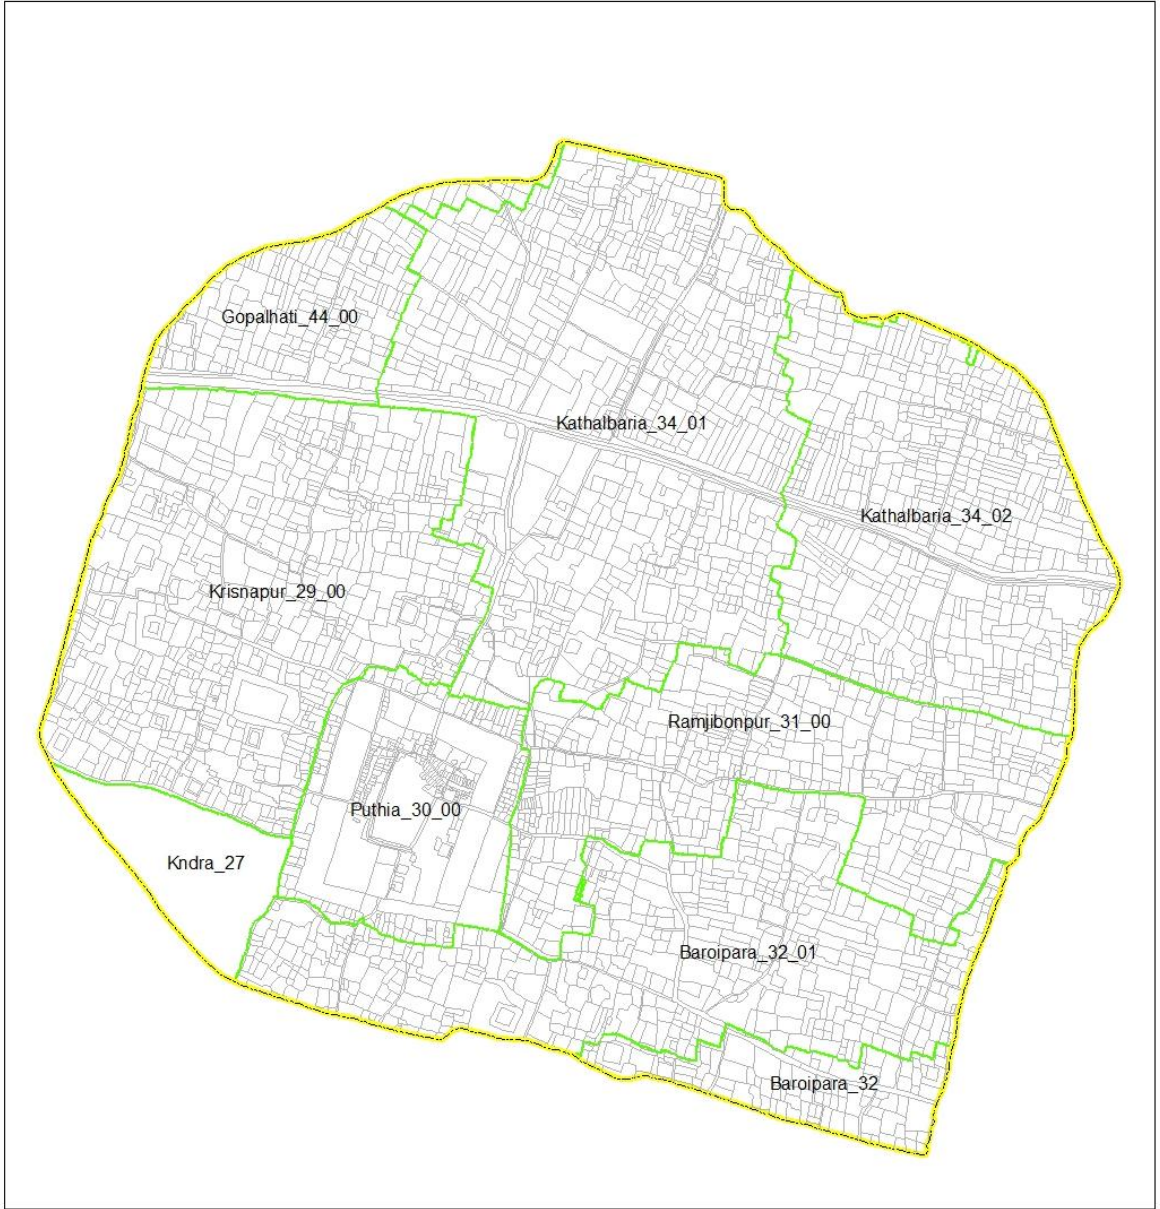 Gopalhati_44_00
Kathalbaria_34_01
Kathalbaria_34_02
Krisnapur_29_00
Ramjibonpur_31_00
Puthia_30_00
Kndra_27
Baroipara_32_01
Baroipara_32